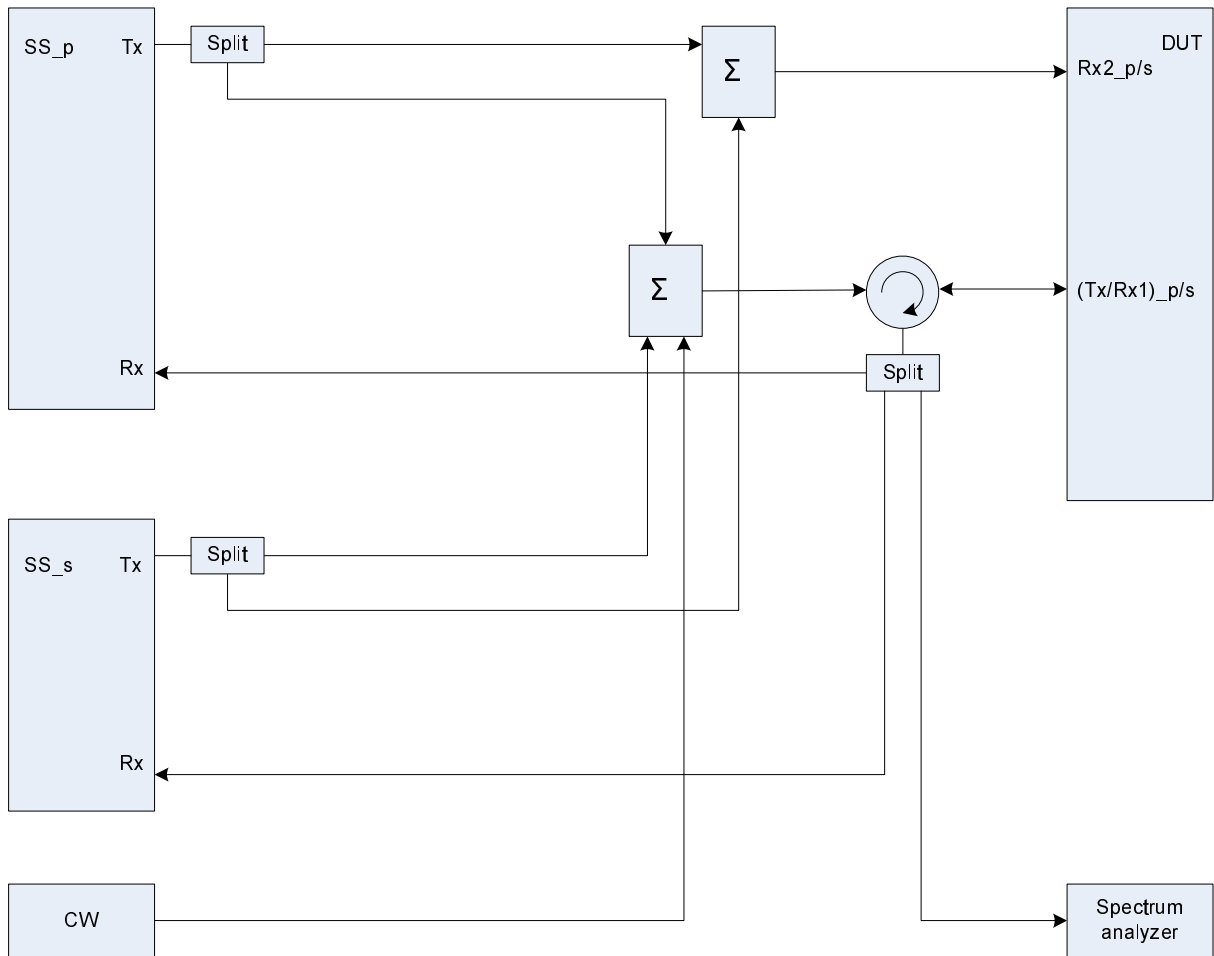 SS_p Tx
Split
Σ
DUT
Rx2_p/s
Σ
(Tx/Rx1)_p/s
Rx
Split
SS_s Tx
Split
Rx
CW
Spectrum
analyzer